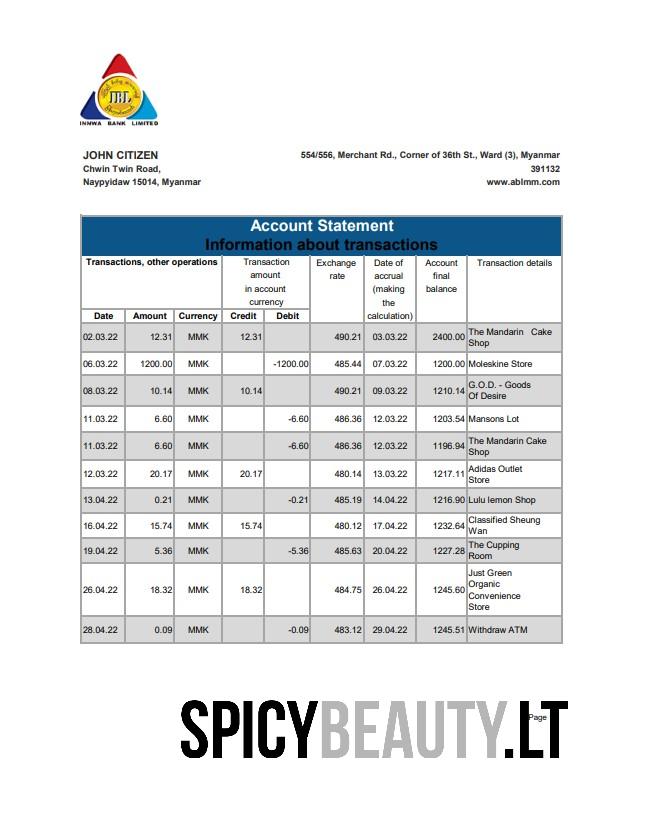 IBL
INNWA BANK LIMITED
JOHN CITIZEN
Chwin Twin Road,
Naypyidaw 15014, Myanmar
554/556, Merchant Rd., Corner of 36th St., Ward (3), Myanmar
391132
www.ablmm.com
Account Statement
Information about transactions
Transactions, other operations Transaction amount in account currency Exchange rate Date of accrual (making the calculation) Account final balance Transaction details
Date Amount Currency Credit Debit
02.03.22 12.31 MMK 12.31 490.21 03.03.22 2400.00 The Mandarin Cake Shop
06.03.22 1200.00 MMK -1200.00 485.44 07.03.22 1200.00 Moleskine Store
08.03.22 10.14 MMK 10.14 490.21 09.03.22 1210.14 G.O.D. - Goods Of Desire
11.03.22 6.60 MMK -6.60 486.36 12.03.22 1203.54 Mansons Lot
11.03.22 6.60 MMK -6.60 486.36 12.03.22 1196.94 The Mandarin Cake Shop
12.03.22 20.17 MMK 20.17 480.14 13.03.22 1217.11 Adidas Outlet Store
13.04.22 0.21 MMK -0.21 485.19 14.04.22 1216.90 Lulu lemon Shop
16.04.22 15.74 MMK 15.74 480.12 17.04.22 1232.64 Classified Sheung Wan
19.04.22 5.36 MMK -5.36 485.63 20.04.22 1227.28 The Cupping Room
26.04.22 18.32 MMK 18.32 484.75 26.04.22 1245.60 Just Green Organic Convenience Store
28.04.22 0.09 MMK -0.09 483.12 29.04.22 1245.51 Withdraw ATM
Page
SPICYBEAUTY.LT